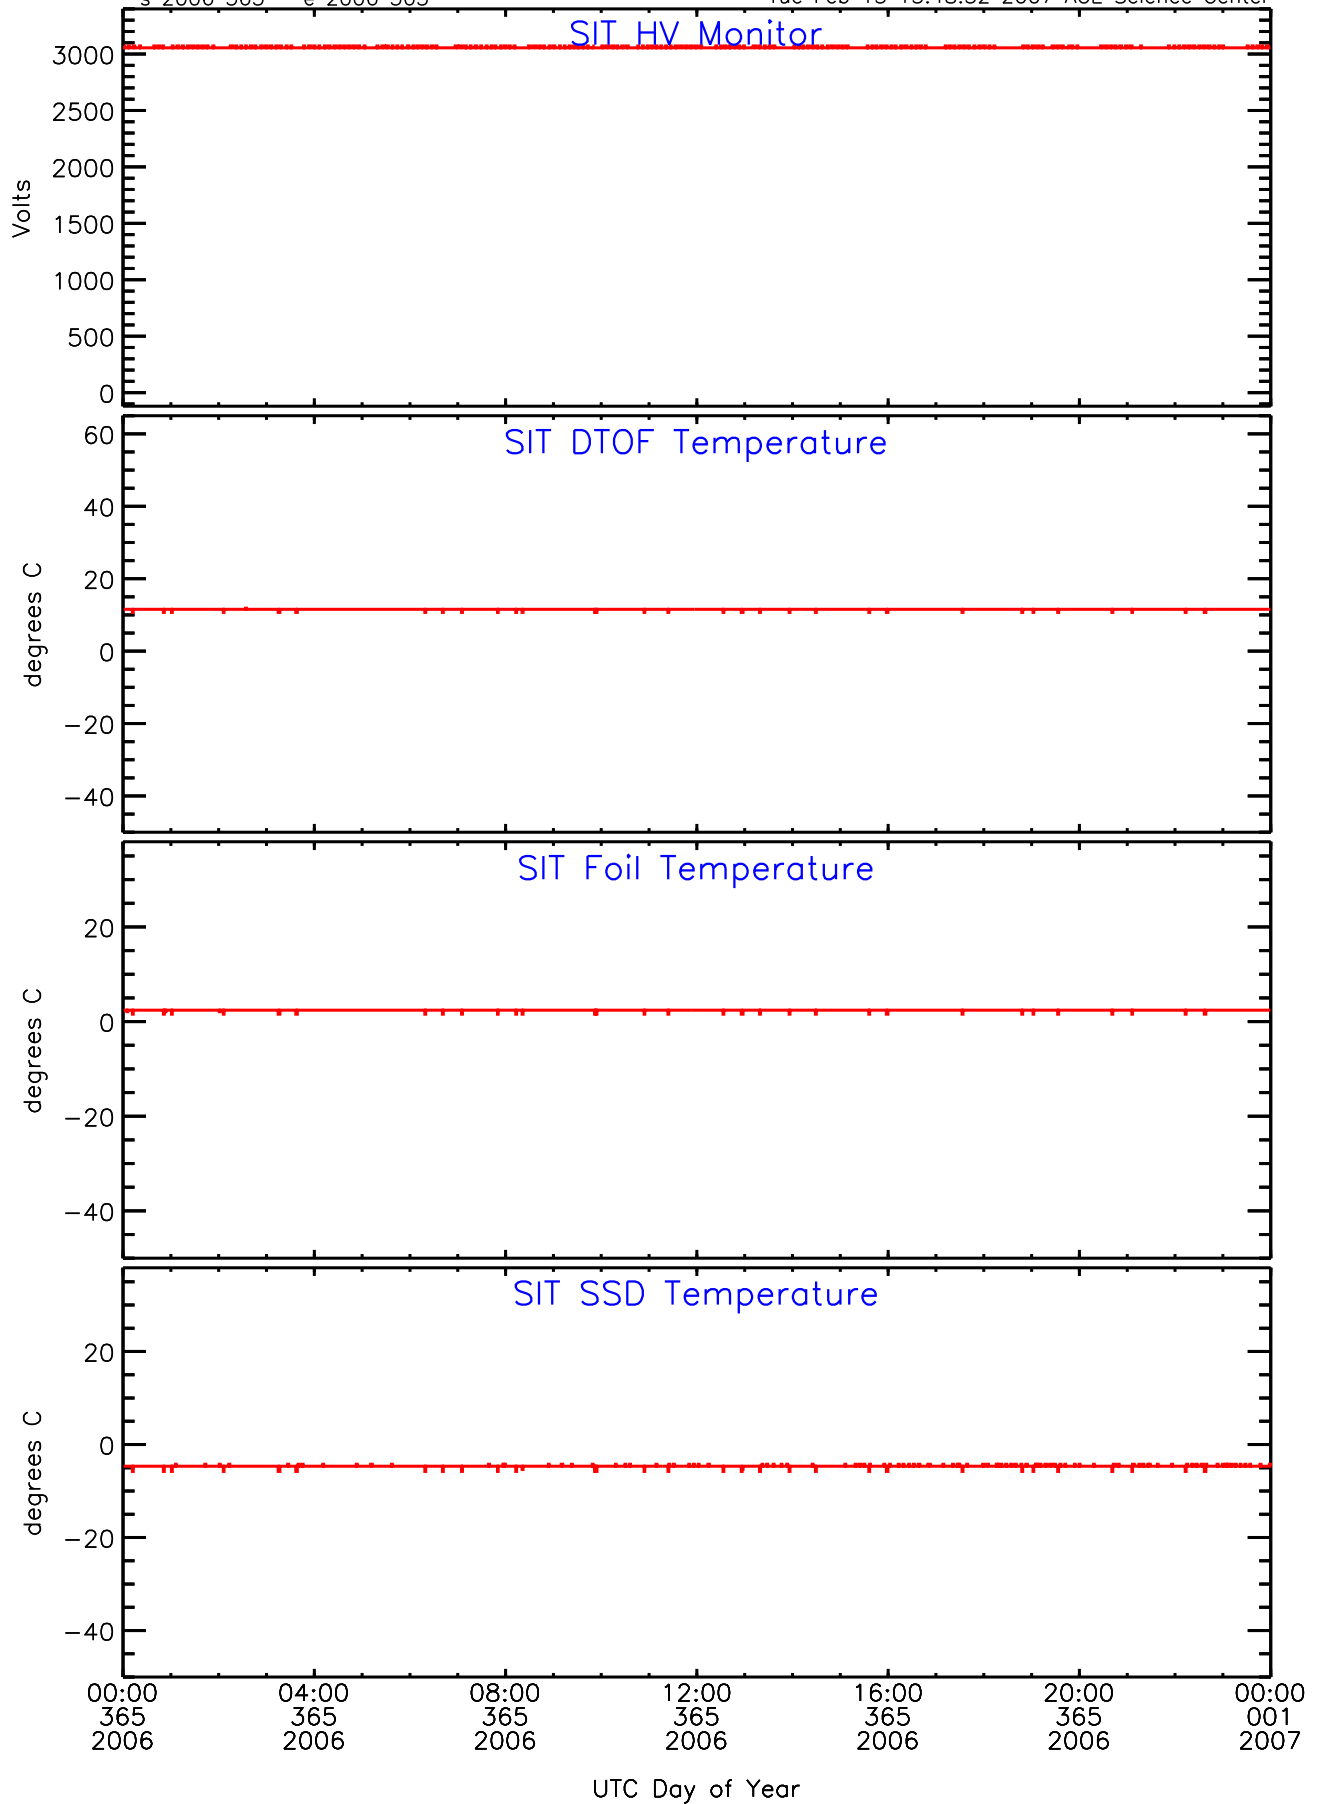 SIT HV Monitor
3000
2500
2000
1500
1000
500
0
Volts
SIT DTOF Temperature
60
40
20
0
−20
−40
degrees C
SIT Foil Temperature
20
0
−20
−40
degrees C
SIT SSD Temperature
20
0
−20
−40
degrees C
00:00 04:00 08:00 12:00 16:00 20:00 00:00
365 365 365 365 365 365 001
2006 2006 2006 2006 2006 2006 2007
UTC Day of Year